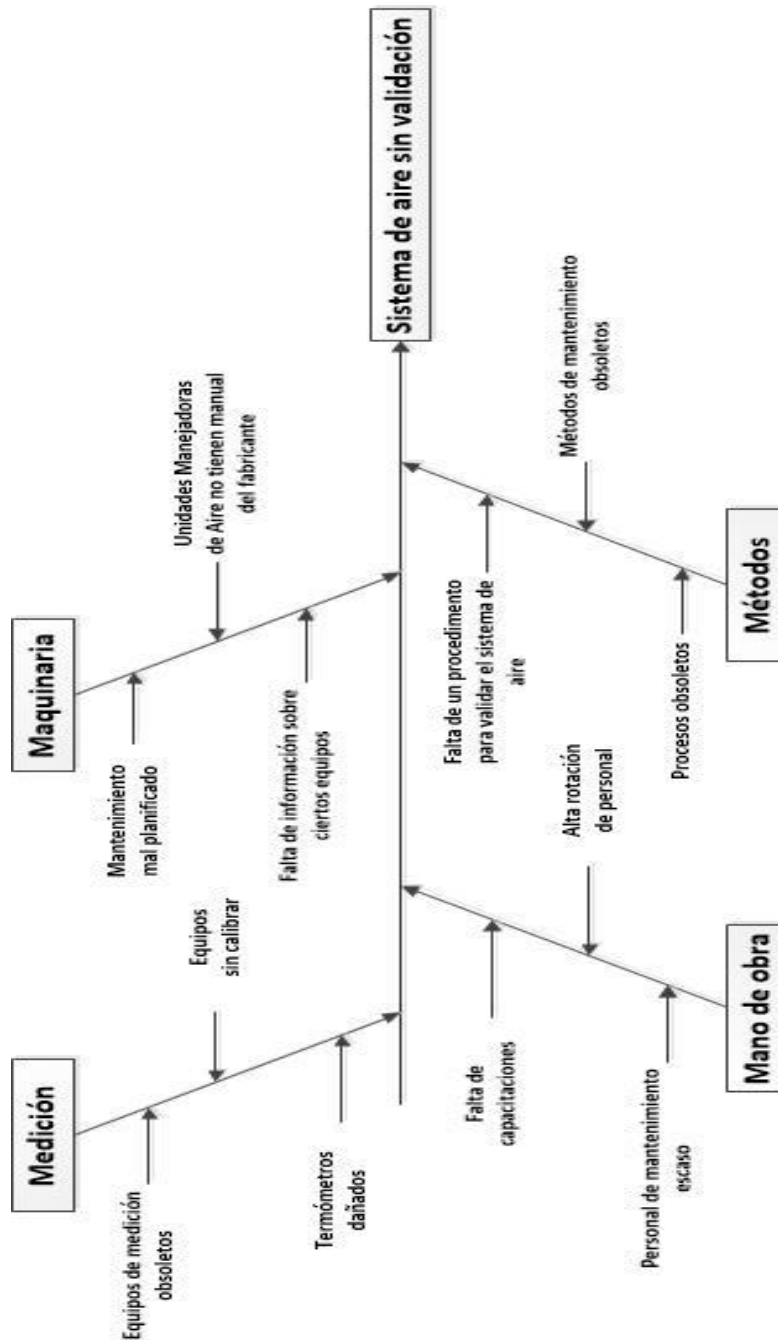 Medición
Maquinaria
Equipos de medición
obsoletos
Equipos
sin calibrar
Termómetros
dañados
Mantenimiento
mal planificado
Unidades Manejadoras
de Aire no tienen manual
del fabricante
Falta de información sobre
ciertos equipos
Sistema de aire sin validación
Falta de
capacitaciones
Alta rotación
de personal
Personal de mantenimiento
escaso
Falta de un procedimento
para validar el sistema de
aire
Métodos de mantenimiento
obsoletos
Procesos obsoletos
Mano de obra
Métodos